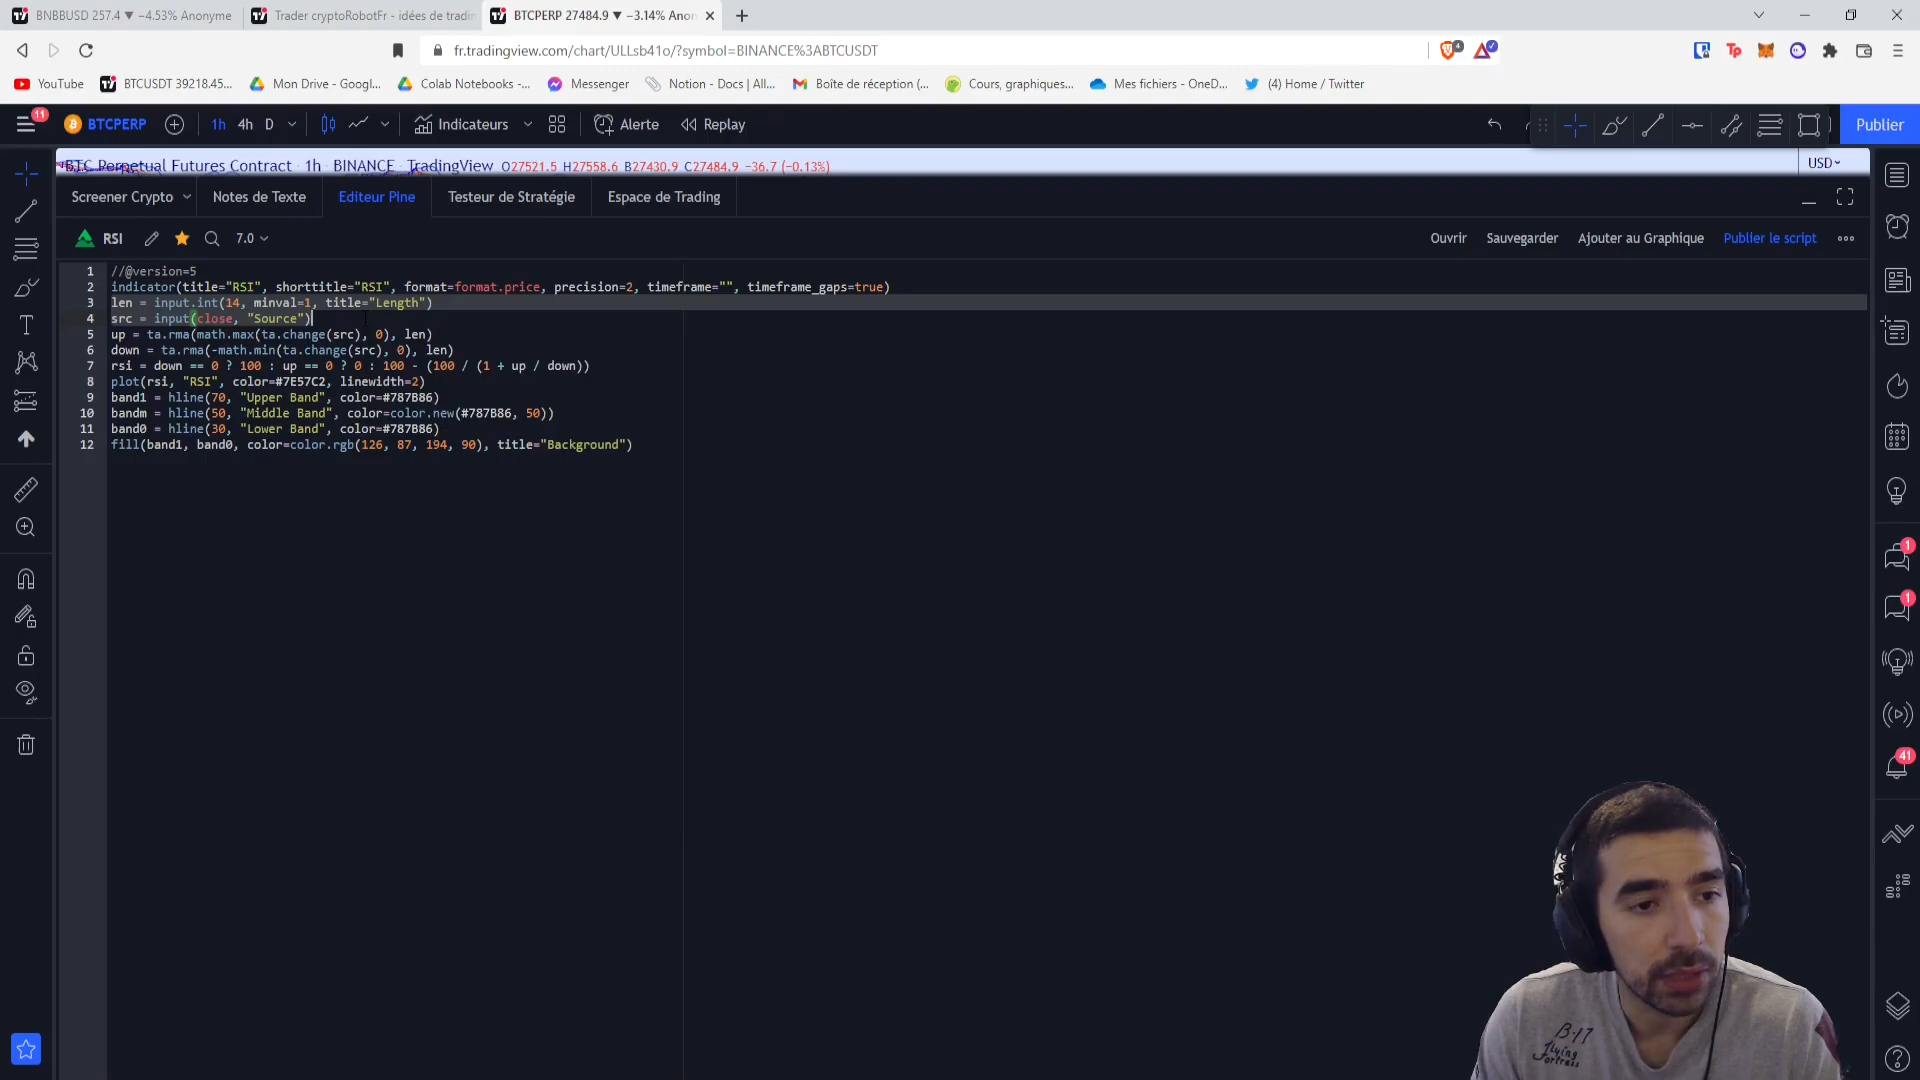 BNBBUSD 257.4 ▼ −4.53% Anonyme
Trader cryptoRobotFr - idées de tradin
BTCPERP 27484.9 ▼ −3.14% Anon
fr.tradingview.com/chart/ULLsb41o/?symbol=BINANCE%3ABTCUSDT
4
YouTube
BTCUSDT 39218.45...
Mon Drive – Googl...
Colab Notebooks -...
Messenger
Notion - Docs | All...
Boîte de réception (...
Cours, graphiques...
Mes fichiers - OneD...
(4) Home / Twitter
11
BTCPERP
1h
4h
D
Indicateurs
Alerte
Replay
Publier
BTC Perpetual Futures Contract · 1h · BINANCE · TradingView
O27521.5 H27558.6 B27430.9 C27484.9 −36.7 (−0.13%)
USD
Screener Crypto
Notes de Texte
Editeur Pine
Testeur de Stratégie
Espace de Trading
RSI
7.0
Ouvrir
Sauvegarder
Ajouter au Graphique
Publier le script
1 //@version=5
2 indicator(title="RSI", shorttitle="RSI", format=format.price, precision=2, timeframe="", timeframe_gaps=true)
3 len = input.int(14, minval=1, title="Length")
4 src = input(close, "Source")
5 up = ta.rma(math.max(ta.change(src), 0), len)
6 down = ta.rma(-math.min(ta.change(src), 0), len)
7 rsi = down == 0 ? 100 : up == 0 ? 0 : 100 - (100 / (1 + up / down))
8 plot(rsi, "RSI", color=#7E57C2, linewidth=2)
9 band1 = hline(70, "Upper Band", color=#787B86)
10 bandm = hline(50, "Middle Band", color=color.new(#787B86, 50))
11 band0 = hline(30, "Lower Band", color=#787B86)
12 fill(band1, band0, color=color.rgb(126, 87, 194, 90), title="Background")
1
1
41
B-17
Flying
Fortress